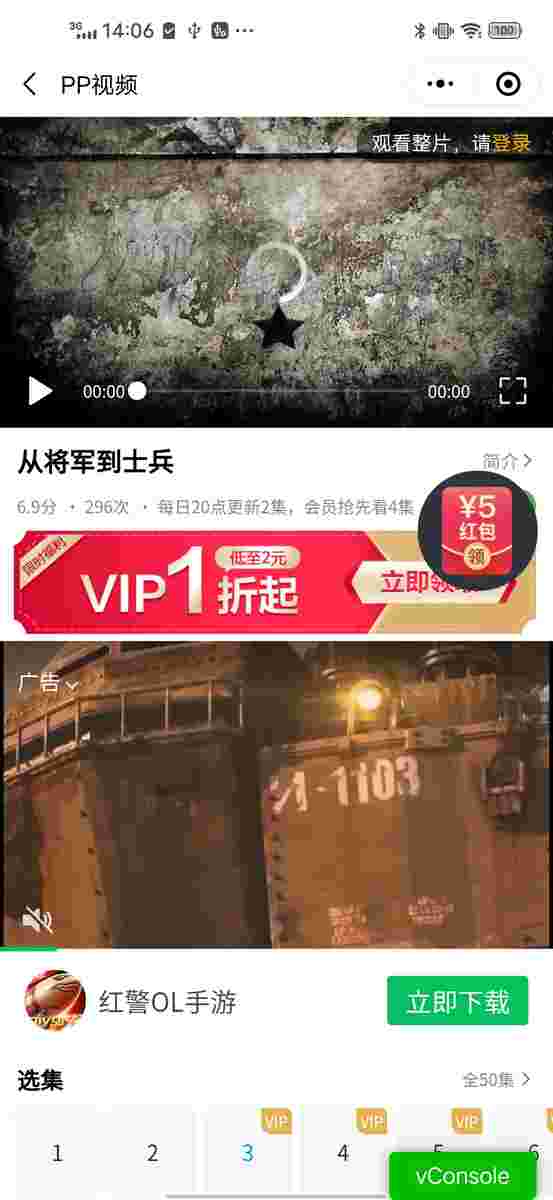 3G 14:06 100
PP视频
观看整片，请登录
00:00 00:00
从将军到士兵
简介
6.9分 · 296次 · 每日20点更新2集，会员抢先看4集
¥5
红包
领
限时福利
VIP1折起
低至2元
立即领
广告
1-1103
红警OL手游
立即下载
选集
全50集
VIP VIP VIP
1 2 3 4 5 6
vConsole